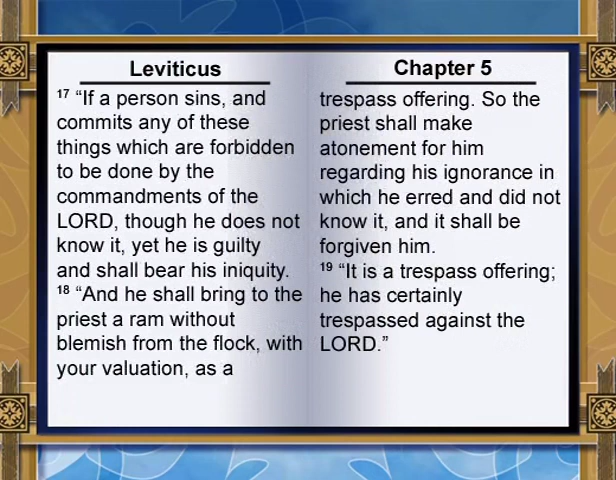 Leviticus
¹⁷ “If a person sins, and
commits any of these
things which are forbidden
to be done by the
commandments of the
LORD, though he does not
know it, yet he is guilty
and shall bear his iniquity.
¹⁸ “And he shall bring to the
priest a ram without
blemish from the flock, with
your valuation, as a
Chapter 5
trespass offering. So the
priest shall make
atonement for him
regarding his ignorance in
which he erred and did not
know it, and it shall be
forgiven him.
¹⁹ “It is a trespass offering;
he has certainly
trespassed against the
LORD.”